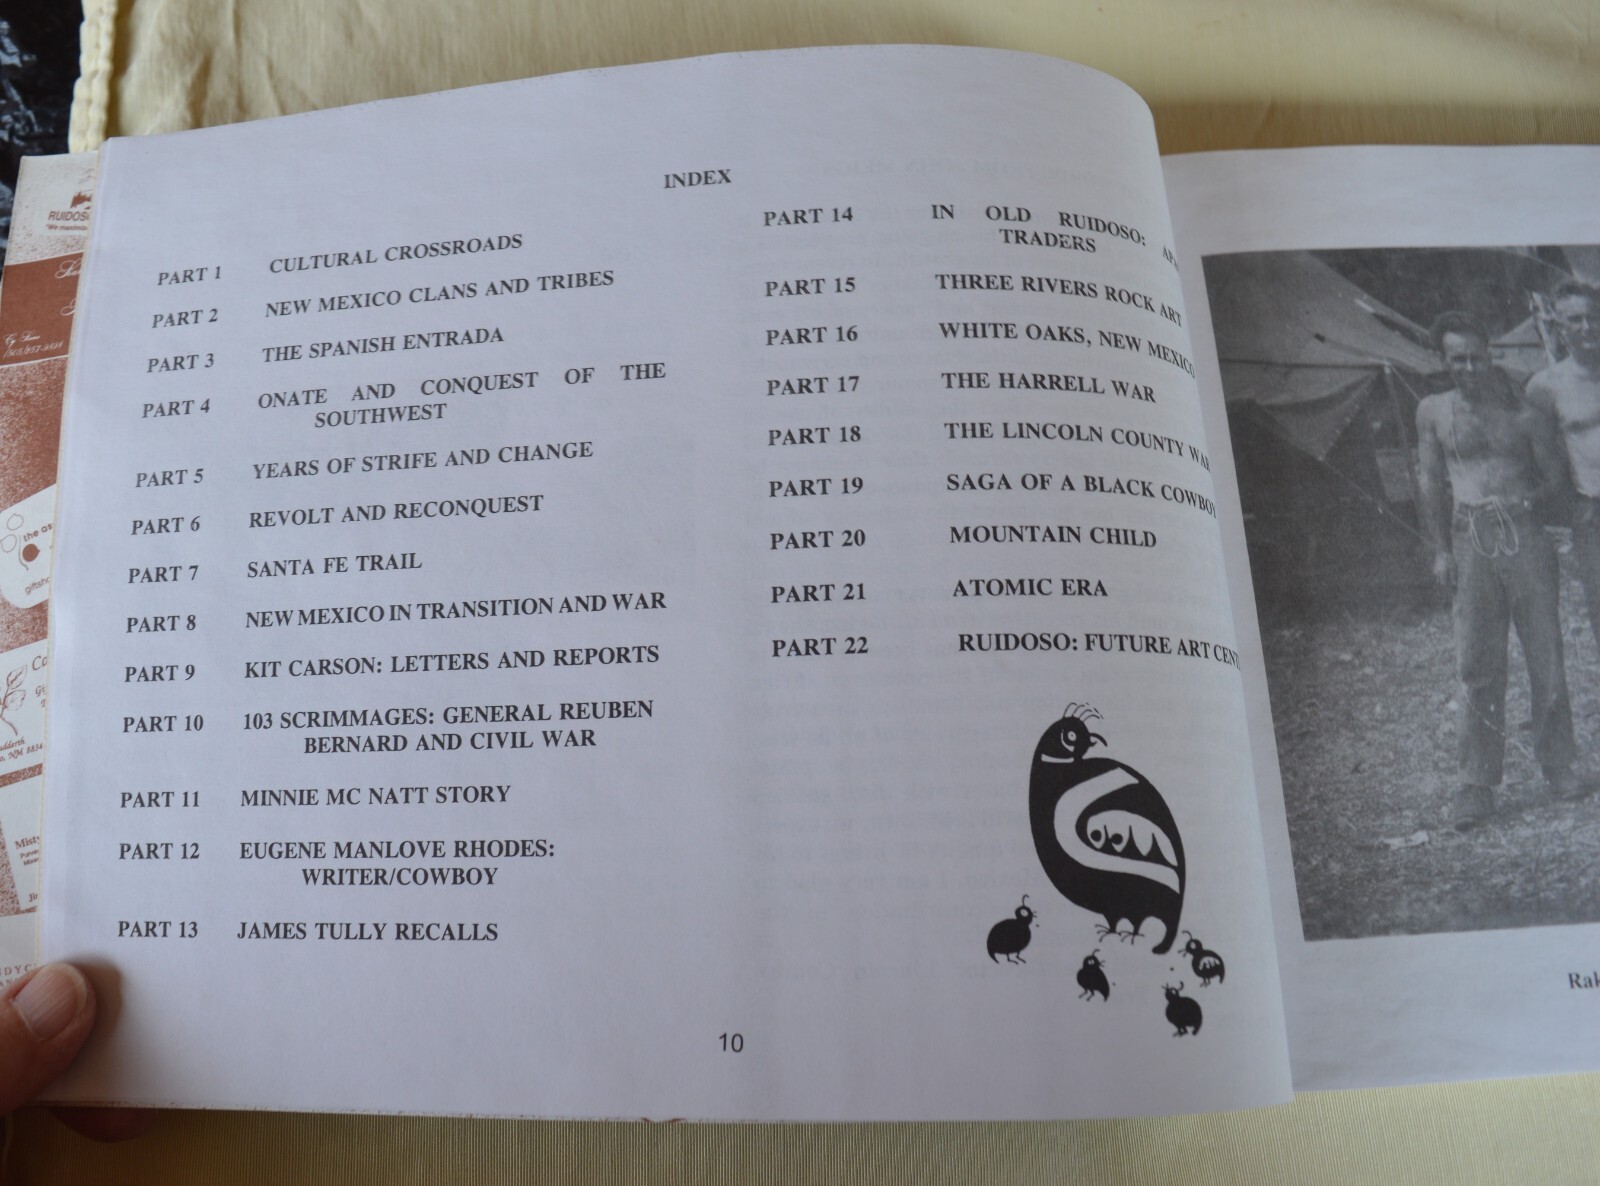 INDEX
PART 1 CULTURAL CROSSROADS
PART 2 NEW MEXICO CLANS AND TRIBES
PART 3 THE SPANISH ENTRADA
PART 4 ONATE AND CONQUEST OF THE
SOUTHWEST
PART 5 YEARS OF STRIFE AND CHANGE
PART 6 REVOLT AND RECONQUEST
PART 7 SANTA FE TRAIL
PART 8 NEW MEXICO IN TRANSITION AND WAR
PART 9 KIT CARSON: LETTERS AND REPORTS
PART 10 103 SCRIMMAGES: GENERAL REUBEN
BERNARD AND CIVIL WAR
PART 11 MINNIE MC NATT STORY
PART 12 EUGENE MANLOVE RHODES:
WRITER/COWBOY
PART 13 JAMES TULLY RECALLS
PART 14 IN OLD RUIDOSO:
TRADERS
PART 15 THREE RIVERS ROCK ART
PART 16 WHITE OAKS, NEW MEXICO
PART 17 THE HARRELL WAR
PART 18 THE LINCOLN COUNTY WAR
PART 19 SAGA OF A BLACK COWBOY
PART 20 MOUNTAIN CHILD
PART 21 ATOMIC ERA
PART 22 RUIDOSO: FUTURE ART
10